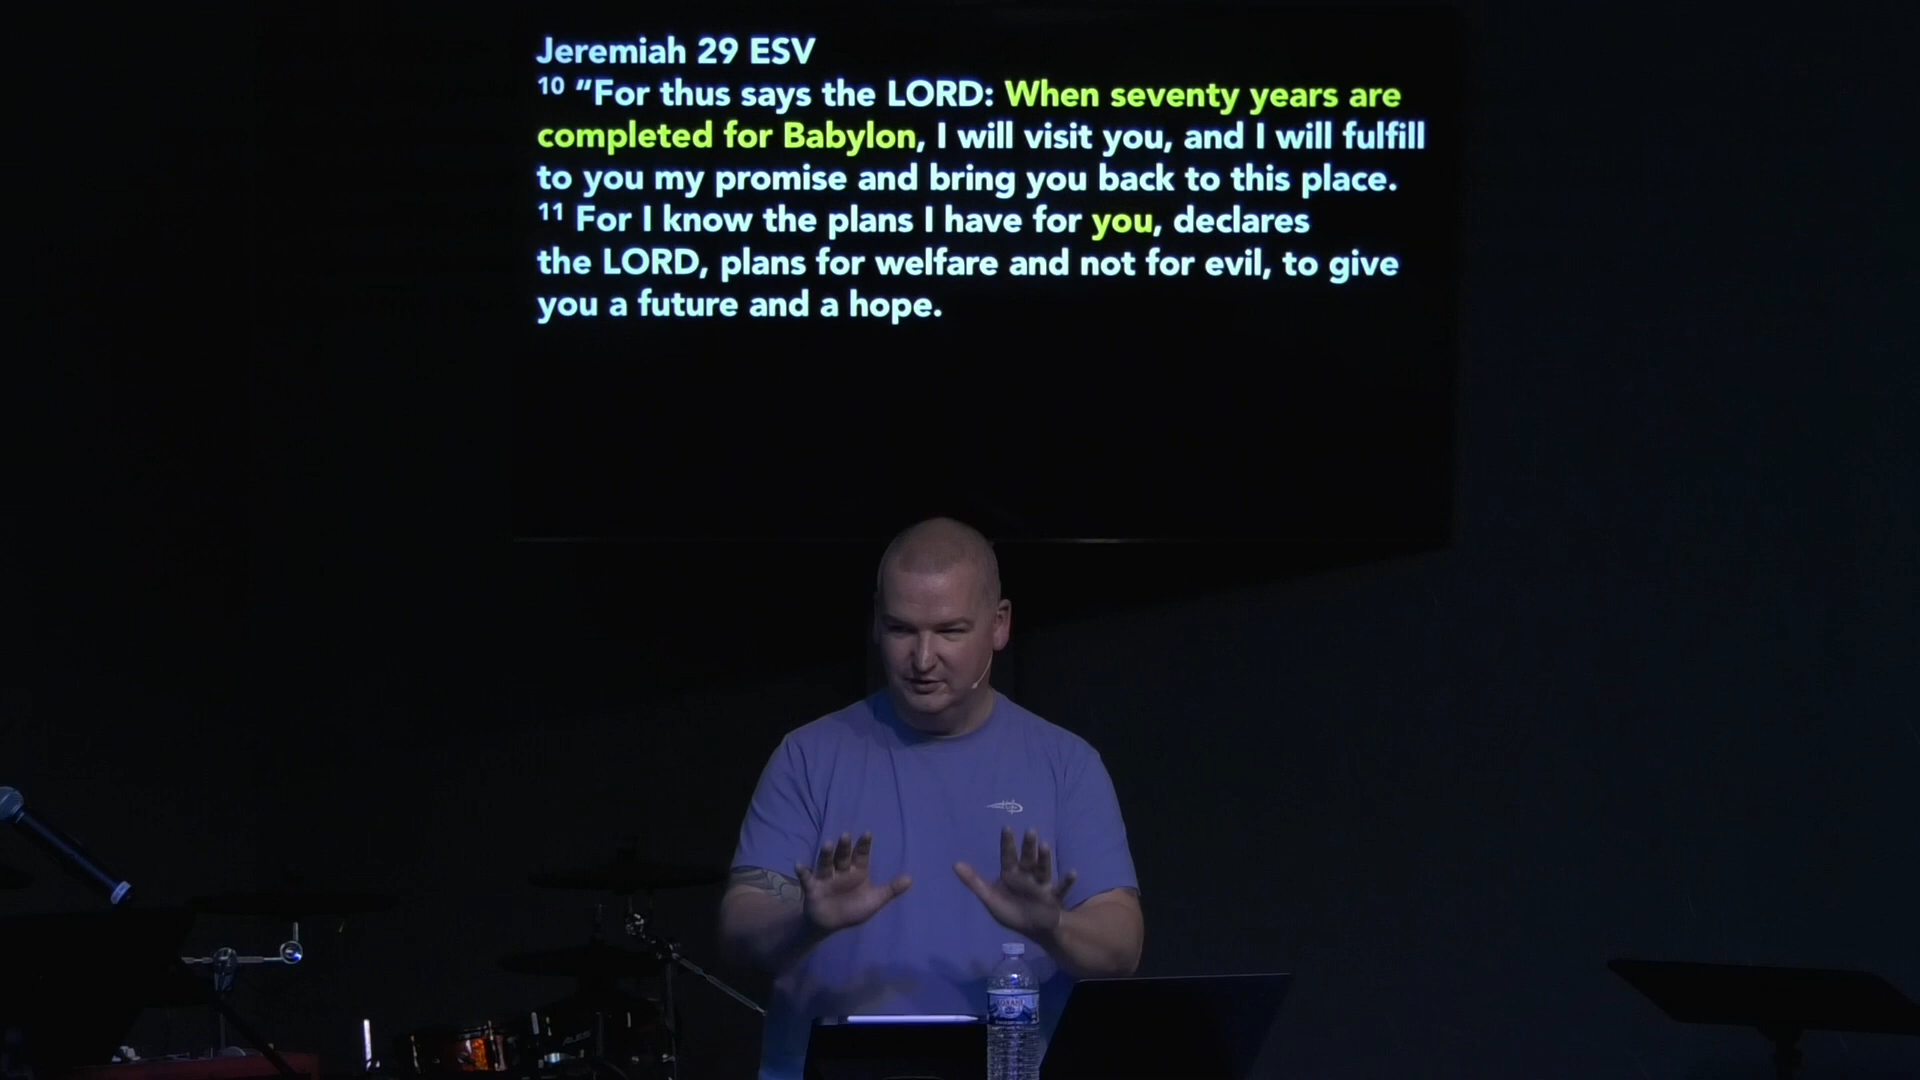 Jeremiah 29 ESV
10 “For thus says the LORD: When seventy years are
completed for Babylon, I will visit you, and I will fulfill
to you my promise and bring you back to this place.
11 For I know the plans I have for you, declares
the LORD, plans for welfare and not for evil, to give
you a future and a hope.